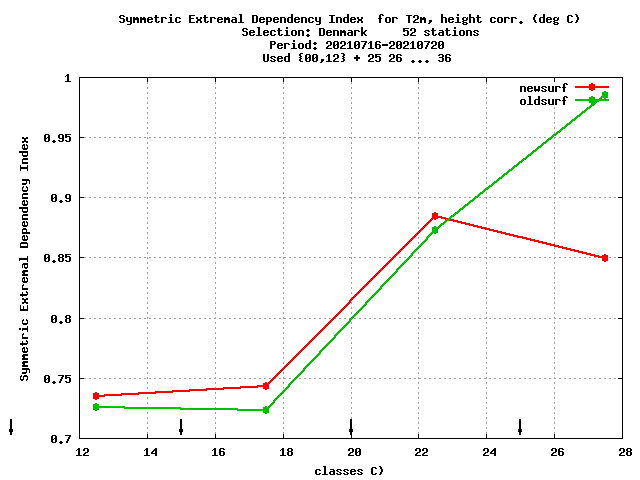 Symmetric Extremal Dependency Index  for T2m, height corr. (deg C)
Selection: Denmark     52 stations
Period: 20210716-20210720
Used {00,12} + 25 26 ... 36
newsurf
oldsurf
Symmetric Extremal Dependency Index
1
0.95
0.9
0.85
0.8
0.75
0.7
12 14 16 18 20 22 24 26 28
classes C)